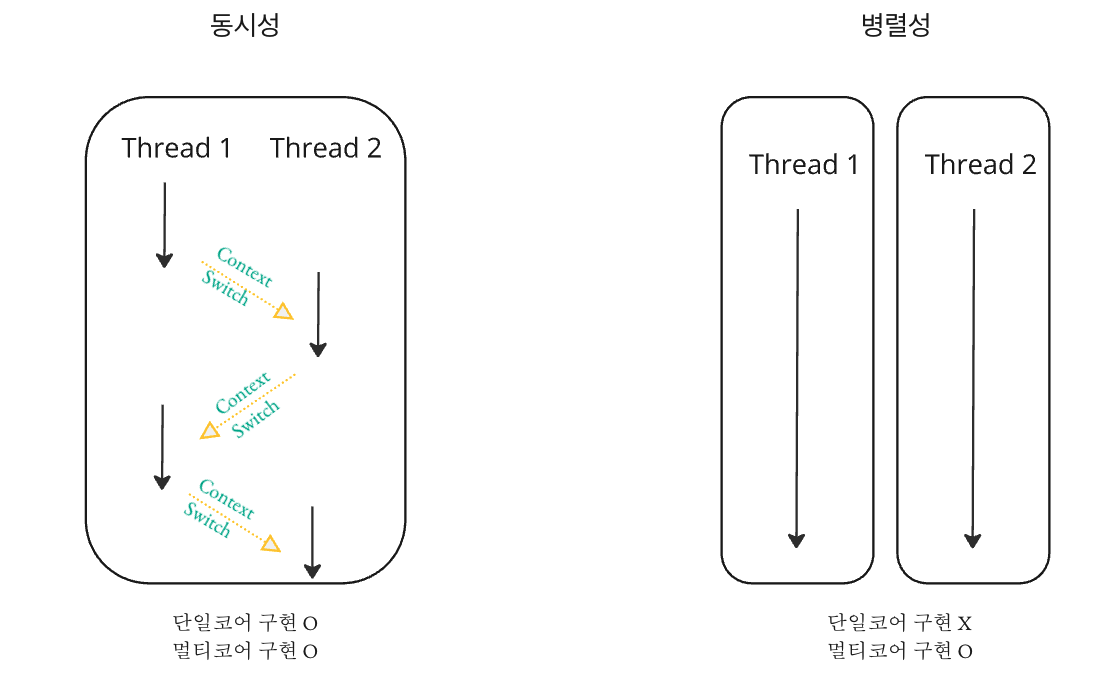 동시성
Thread 1
Thread 2
Context
Switch
Context
Switch
Context
Switch
단일코어 구현 O
멀티코어 구현 O
병렬성
Thread 1
Thread 2
단일코어 구현 X
멀티코어 구현 O